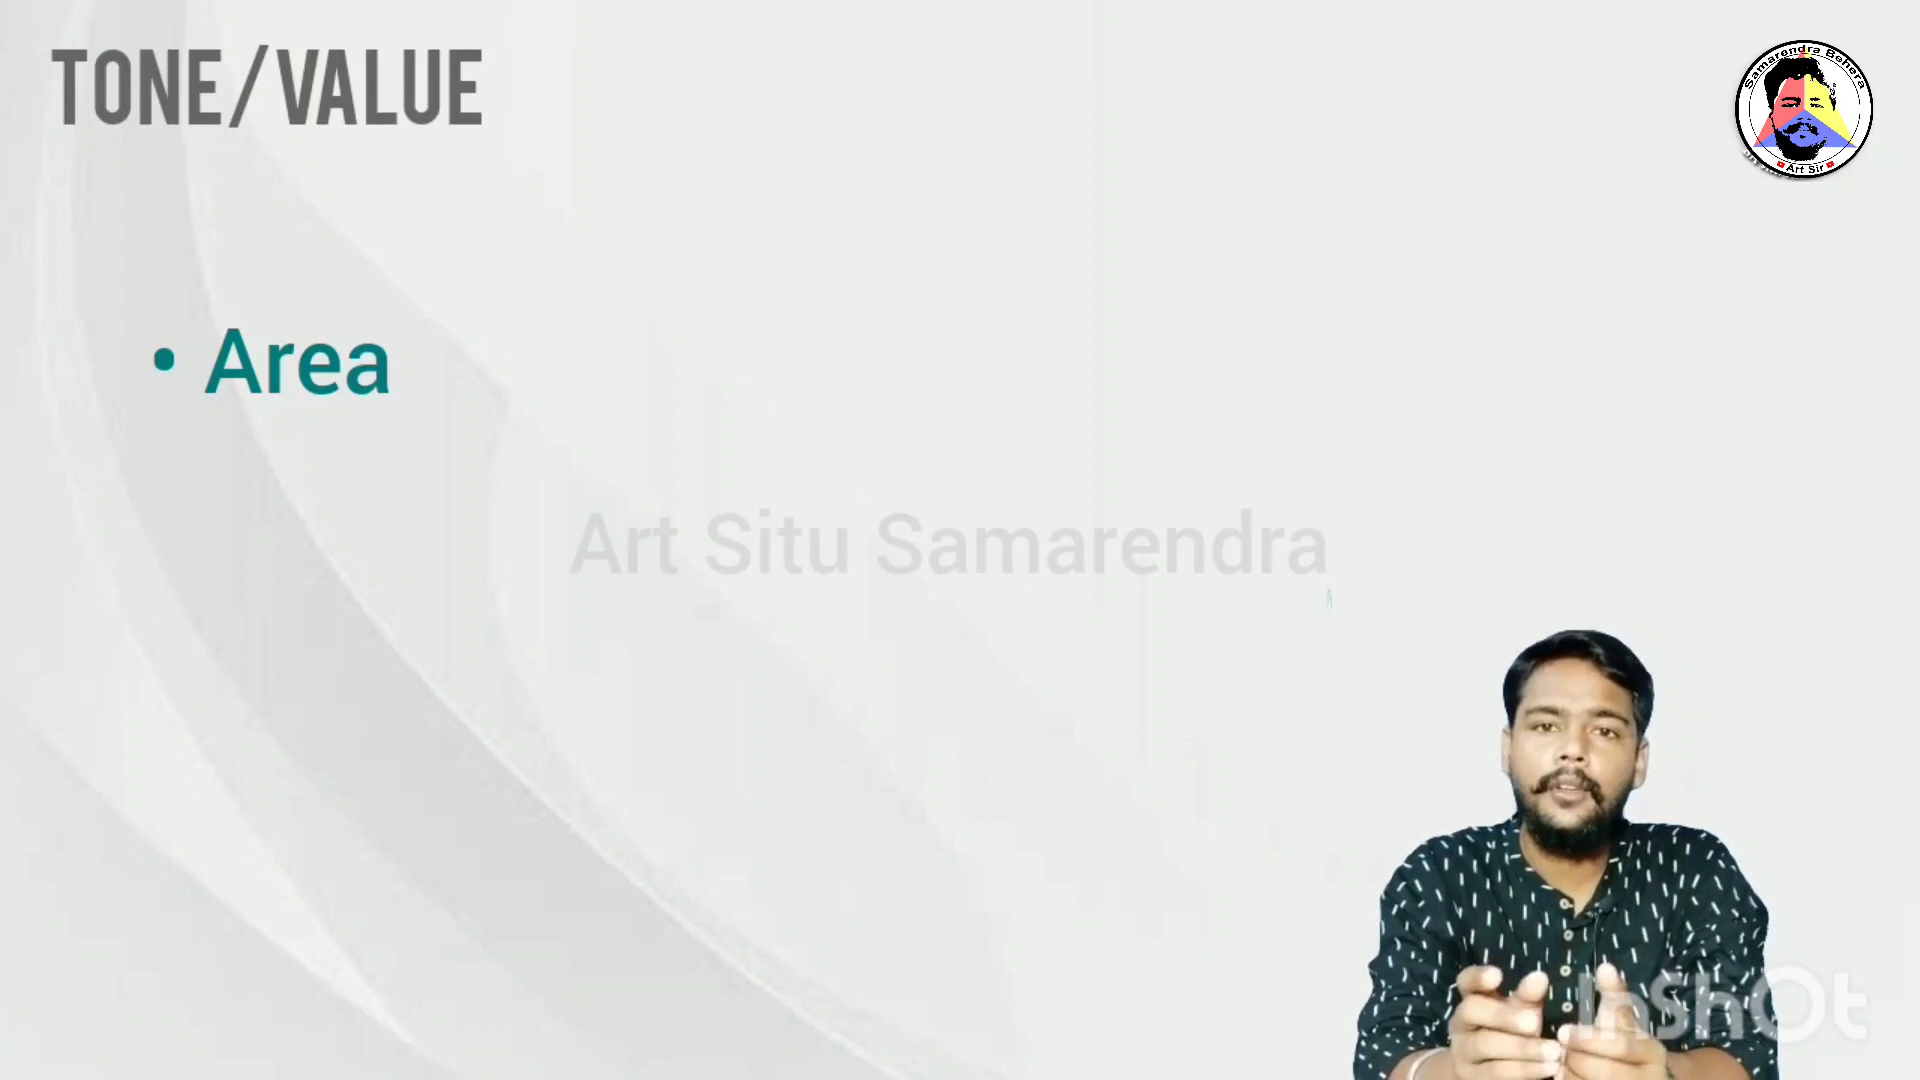 TONE/VALUE
Samarendra Behera
• Area
Art Sir
Art Situ Samarendra
InShOt